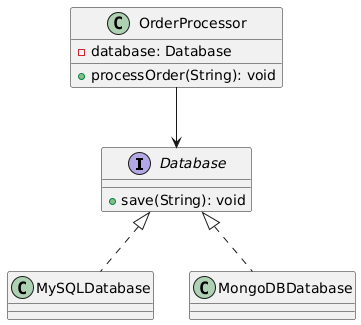 C OrderProcessor
database: Database
processOrder(String): void
I Database
save(String): void
C MySQLDatabase
C MongoDBDatabase